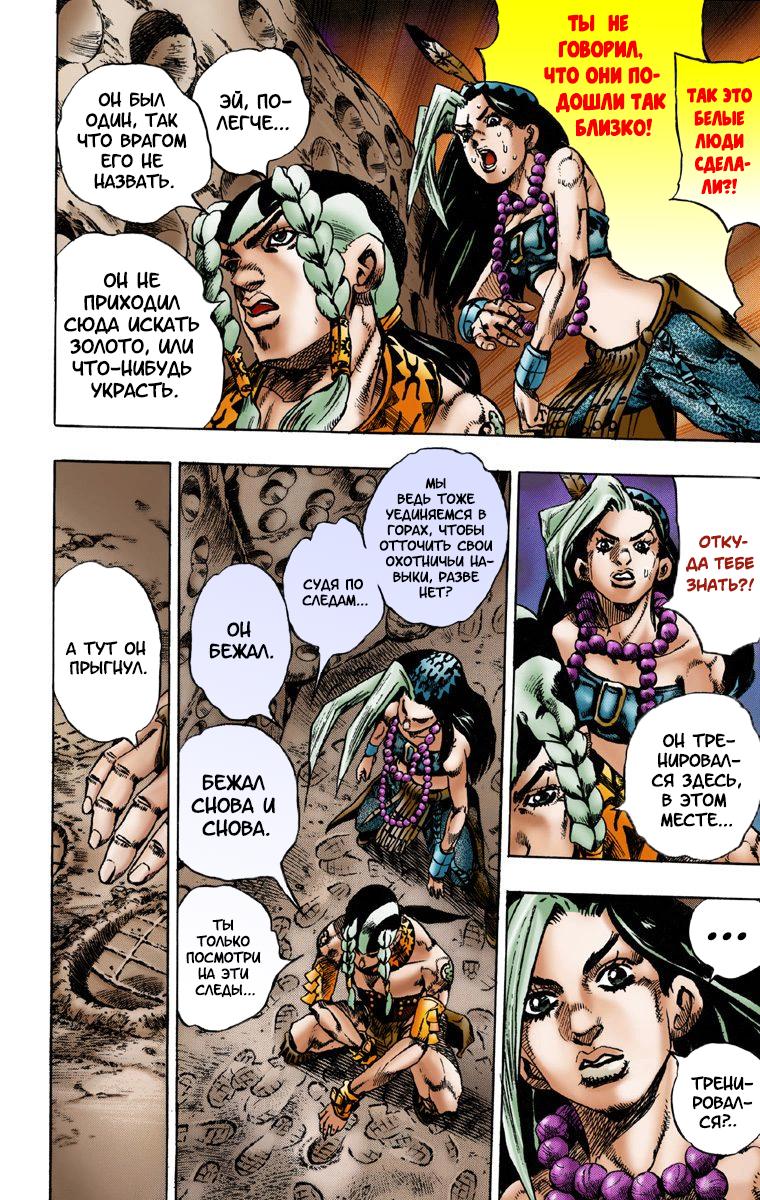 ТАК ЭТО
БЕЛЫЕ
ЛЮДИ
СДЕЛА-
ЛИ?!
ТЫ НЕ
ГОВОРИЛ,
ЧТО ОНИ ПО-
ДОШЛИ ТАК
БЛИЗКО!
ЭЙ, ПО-
ЛЕГЧЕ...
ОН БЫЛ
ОДИН, ТАК
ЧТО ВРАГОМ
ЕГО НЕ
НАЗВАТЬ.
ОН НЕ
ПРИХОДИЛ
СЮДА ИСКАТЬ
ЗОЛОТО, ИЛИ
ЧТО-НИБУДЬ
УКРАСТЬ.
ОТКУ-
ДА ТЕБЕ
ЗНАТЬ?!
ОН ТРЕ-
НИРОВАЛ-
СЯ ЗДЕСЬ,
В ЭТОМ
МЕСТЕ...
...
ТРЕНИ-
РОВАЛ-
СЯ?..
МЫ
ВЕДЬ ТОЖЕ
УЕДИНЯЕМСЯ В
ГОРАХ, ЧТОБЫ
ОТТОЧИТЬ СВОИ
ОХОТНИЧЬИ НА-
ВЫКИ, РАЗВЕ
НЕТ?
СУДЯ ПО
СЛЕДАМ...
ОН
БЕЖАЛ.
БЕЖАЛ
СНОВА И
СНОВА.
ТЫ
ТОЛЬКО
ПОСМОТРИ
НА ЭТИ
СЛЕДЫ...
А ТУТ ОН
ПРЫГНУЛ.